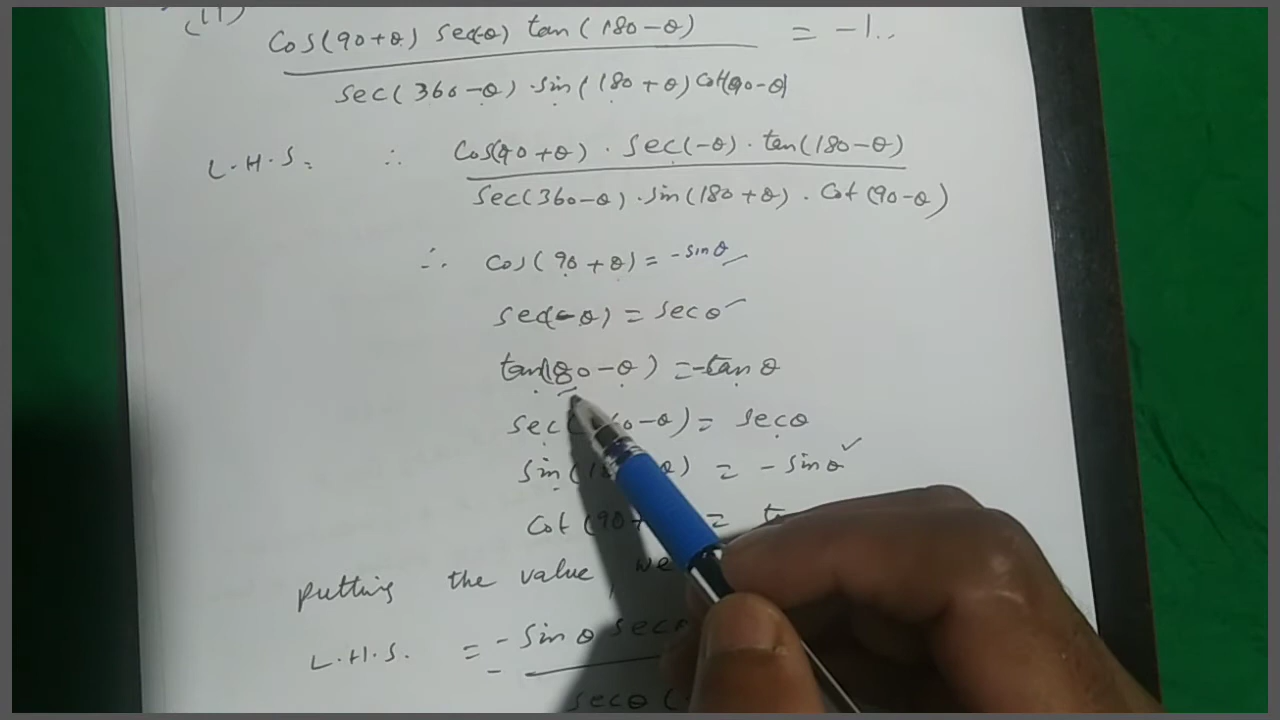 (ii)
cos(90+θ) sec(-θ) tan(180-θ) = -1..
sec(360-θ) · sin(180+θ) cot(90-θ)
L.H.S. ∴ cos(90+θ) · sec(-θ) · tan(180-θ)
sec(360-θ) · sin(180+θ) · cot(90-θ)
∴ cos(90+θ) = -sinθ
sec(-θ) = secθ
tan(180-θ) = -tanθ
sec( -θ) = secθ
sin( ) = -sinθ ✓
cot(90+ =
putting the value, we
L.H.S. = -sinθ sec
secθ (